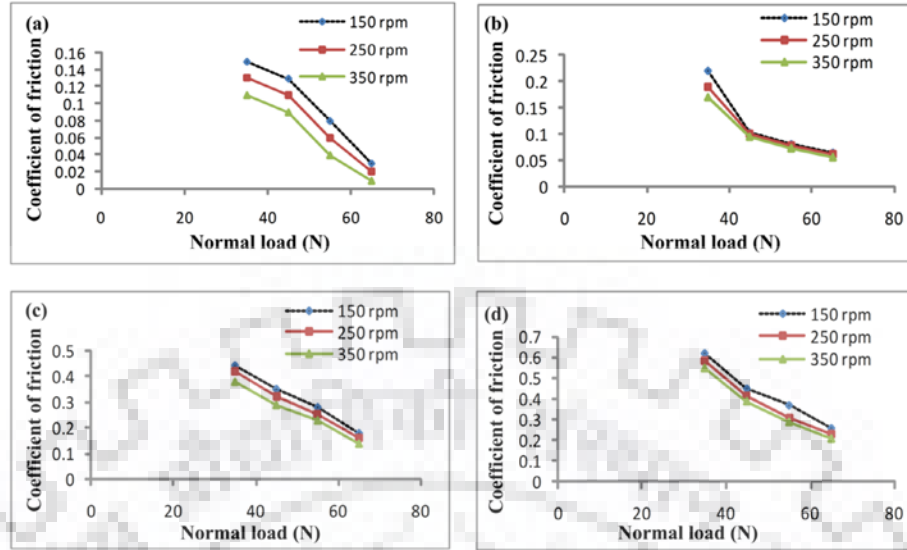 (a)
150 rpm
250 rpm
350 rpm
Coefficient of friction
0.16
0.14
0.12
0.1
0.08
0.06
0.04
0.02
0
0 20 40 60 80
Normal load (N)
(b)
150 rpm
250 rpm
350 rpm
Coefficient of friction
0.25
0.2
0.15
0.1
0.05
0
0 20 40 60 80
Normal load (N)
(c)
150 rpm
250 rpm
350 rpm
Coefficient of friction
0.5
0.4
0.3
0.2
0.1
0
0 20 40 60 80
Normal load (N)
(d)
150 rpm
250 rpm
350 rpm
Coefficient of friction
0.7
0.6
0.5
0.4
0.3
0.2
0.1
0
0 20 40 60 80
Normal load (N)